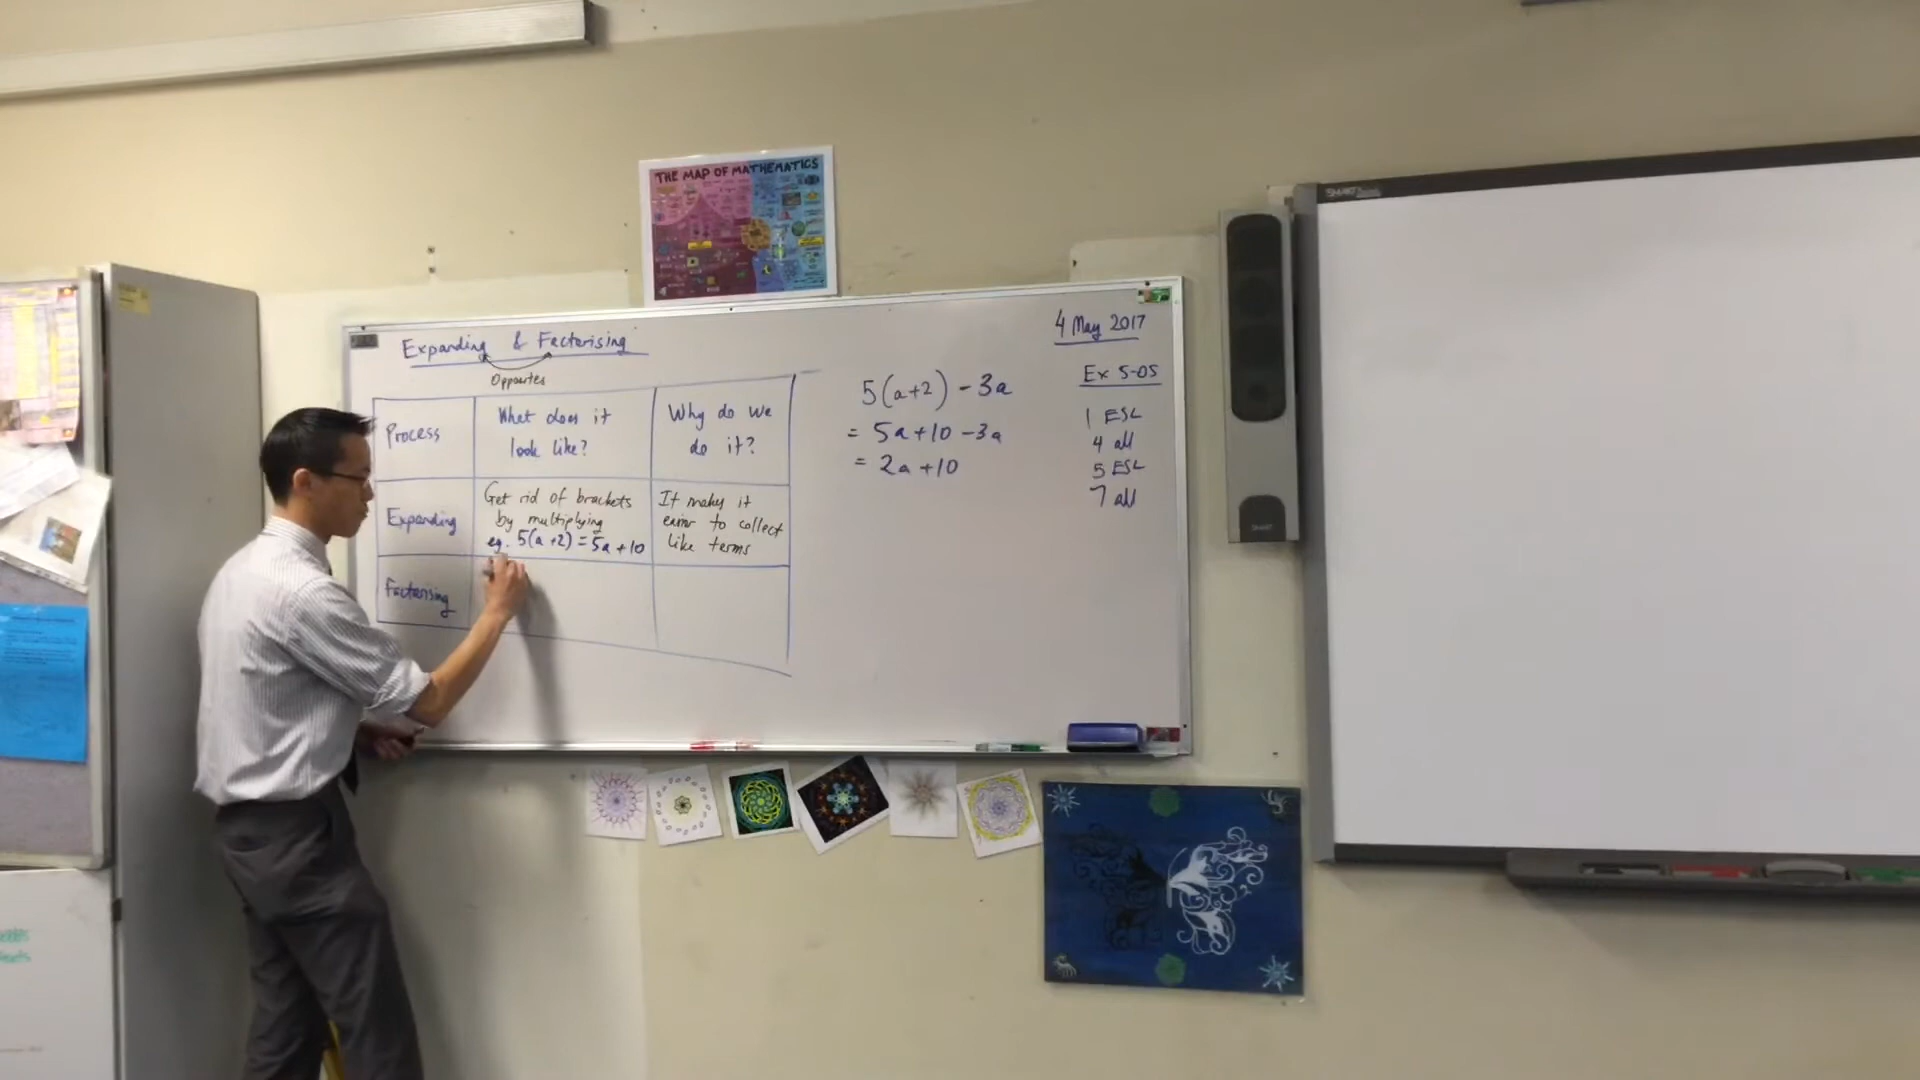 THE MAP OF MATHEMATICS
SMART
Expanding & Factorising
Opposites
4 May 2017
Process
What does it
look like?
Why do we
do it?
Expanding
Get rid of brackets
by multiplying
eg. 5(a+2)=5a+10
It makes it
easier to collect
like terms
Factorising
5(a+2)-3a
= 5a+10-3a
= 2a+10
Ex 5-05
1 ESL
4 all
5 ESL
7 all
SMART